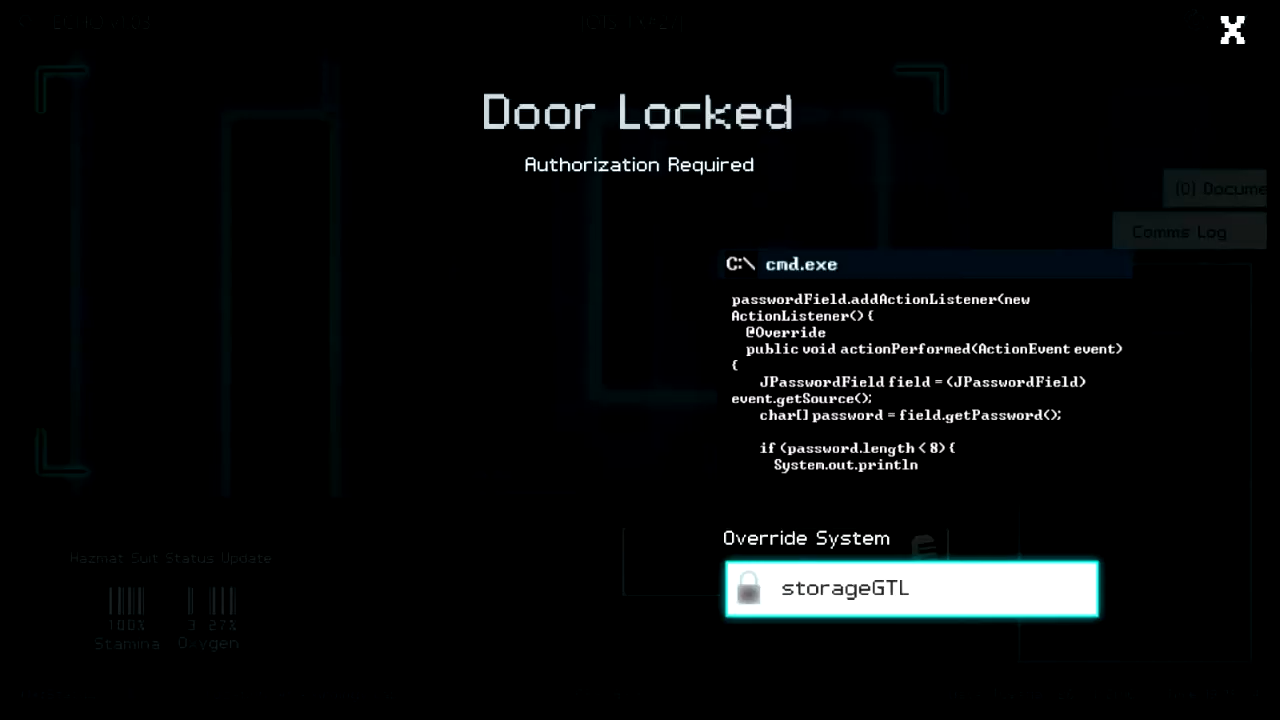 X
Door Locked
Authorization Required
(0) Docume
Comms Log
C:\ cmd.exe
passwordField.addActionListener(new
ActionListener() {
@Override
public void actionPerformed(ActionEvent event)
{
JPasswordField field = (JPasswordField)
event.getSource();
char[] password = field.getPassword();
if (password.length < 8) {
System.out.println
Override System
storageGTL
Hazmat Suit Status Update
100%
3 27%
Stamina Oxygen